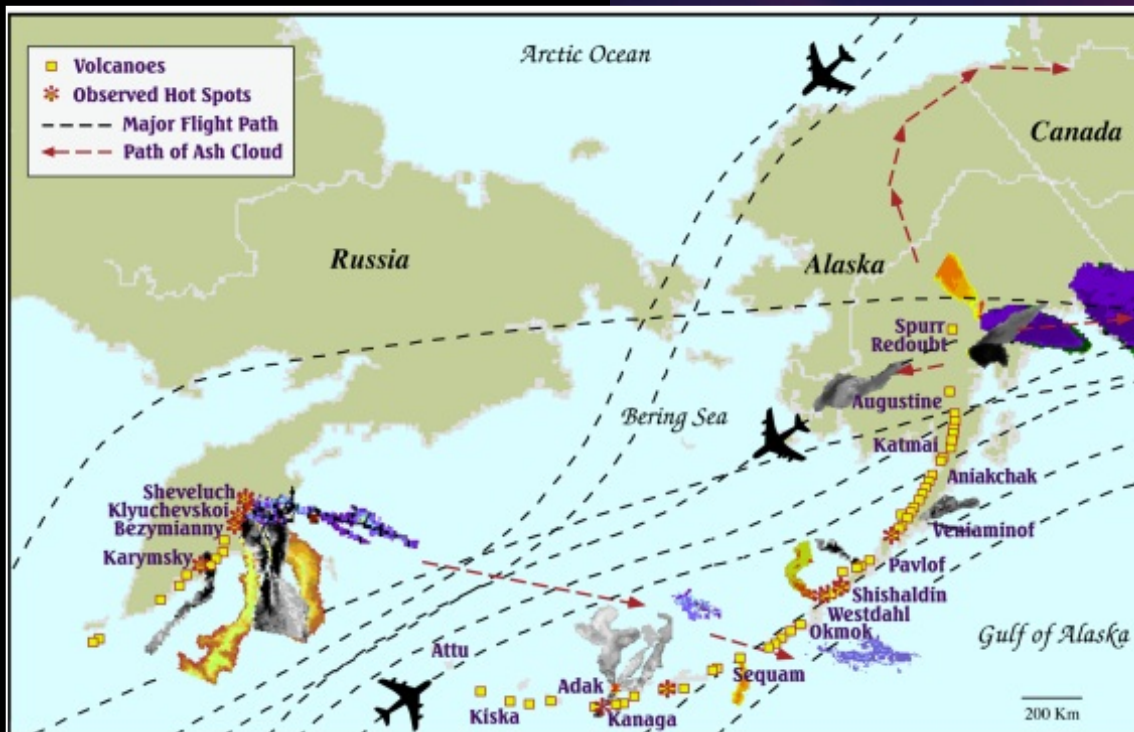 Volcanoes
Observed Hot Spots
Major Flight Path
Path of Ash Cloud
Arctic Ocean
Canada
Russia
Alaska
Spurr
Redoubt
Bering Sea
Augustine
Katmai
Aniakchak
Sheveluch
Klyuchevskoi
Bezymianny
Veniaminof
Karymsky
Pavlof
Shishaldin
Westdahl
Okmok
Gulf of Alaska
Attu
Sequam
Adak
Kiska
Kanaga
200 Km